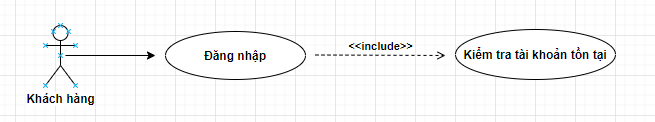 <<include>>
Đăng nhập
Kiểm tra tài khoản tồn tại
Khách hàng